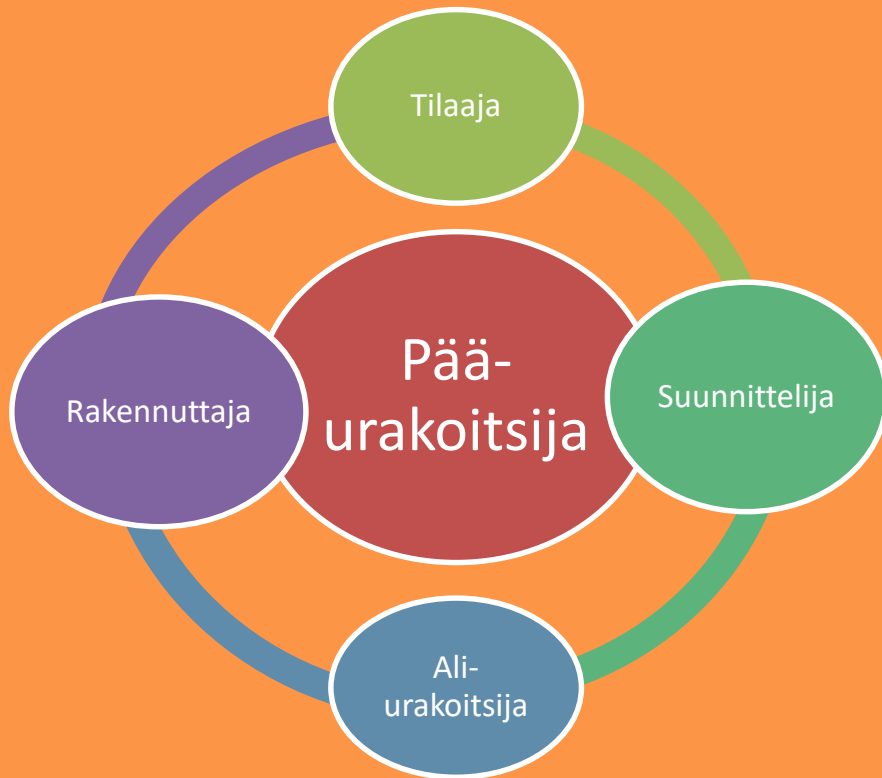 Tilaaja
Pää-
urakoitsija
Rakennuttaja
Suunnittelija
Ali-
urakoitsija